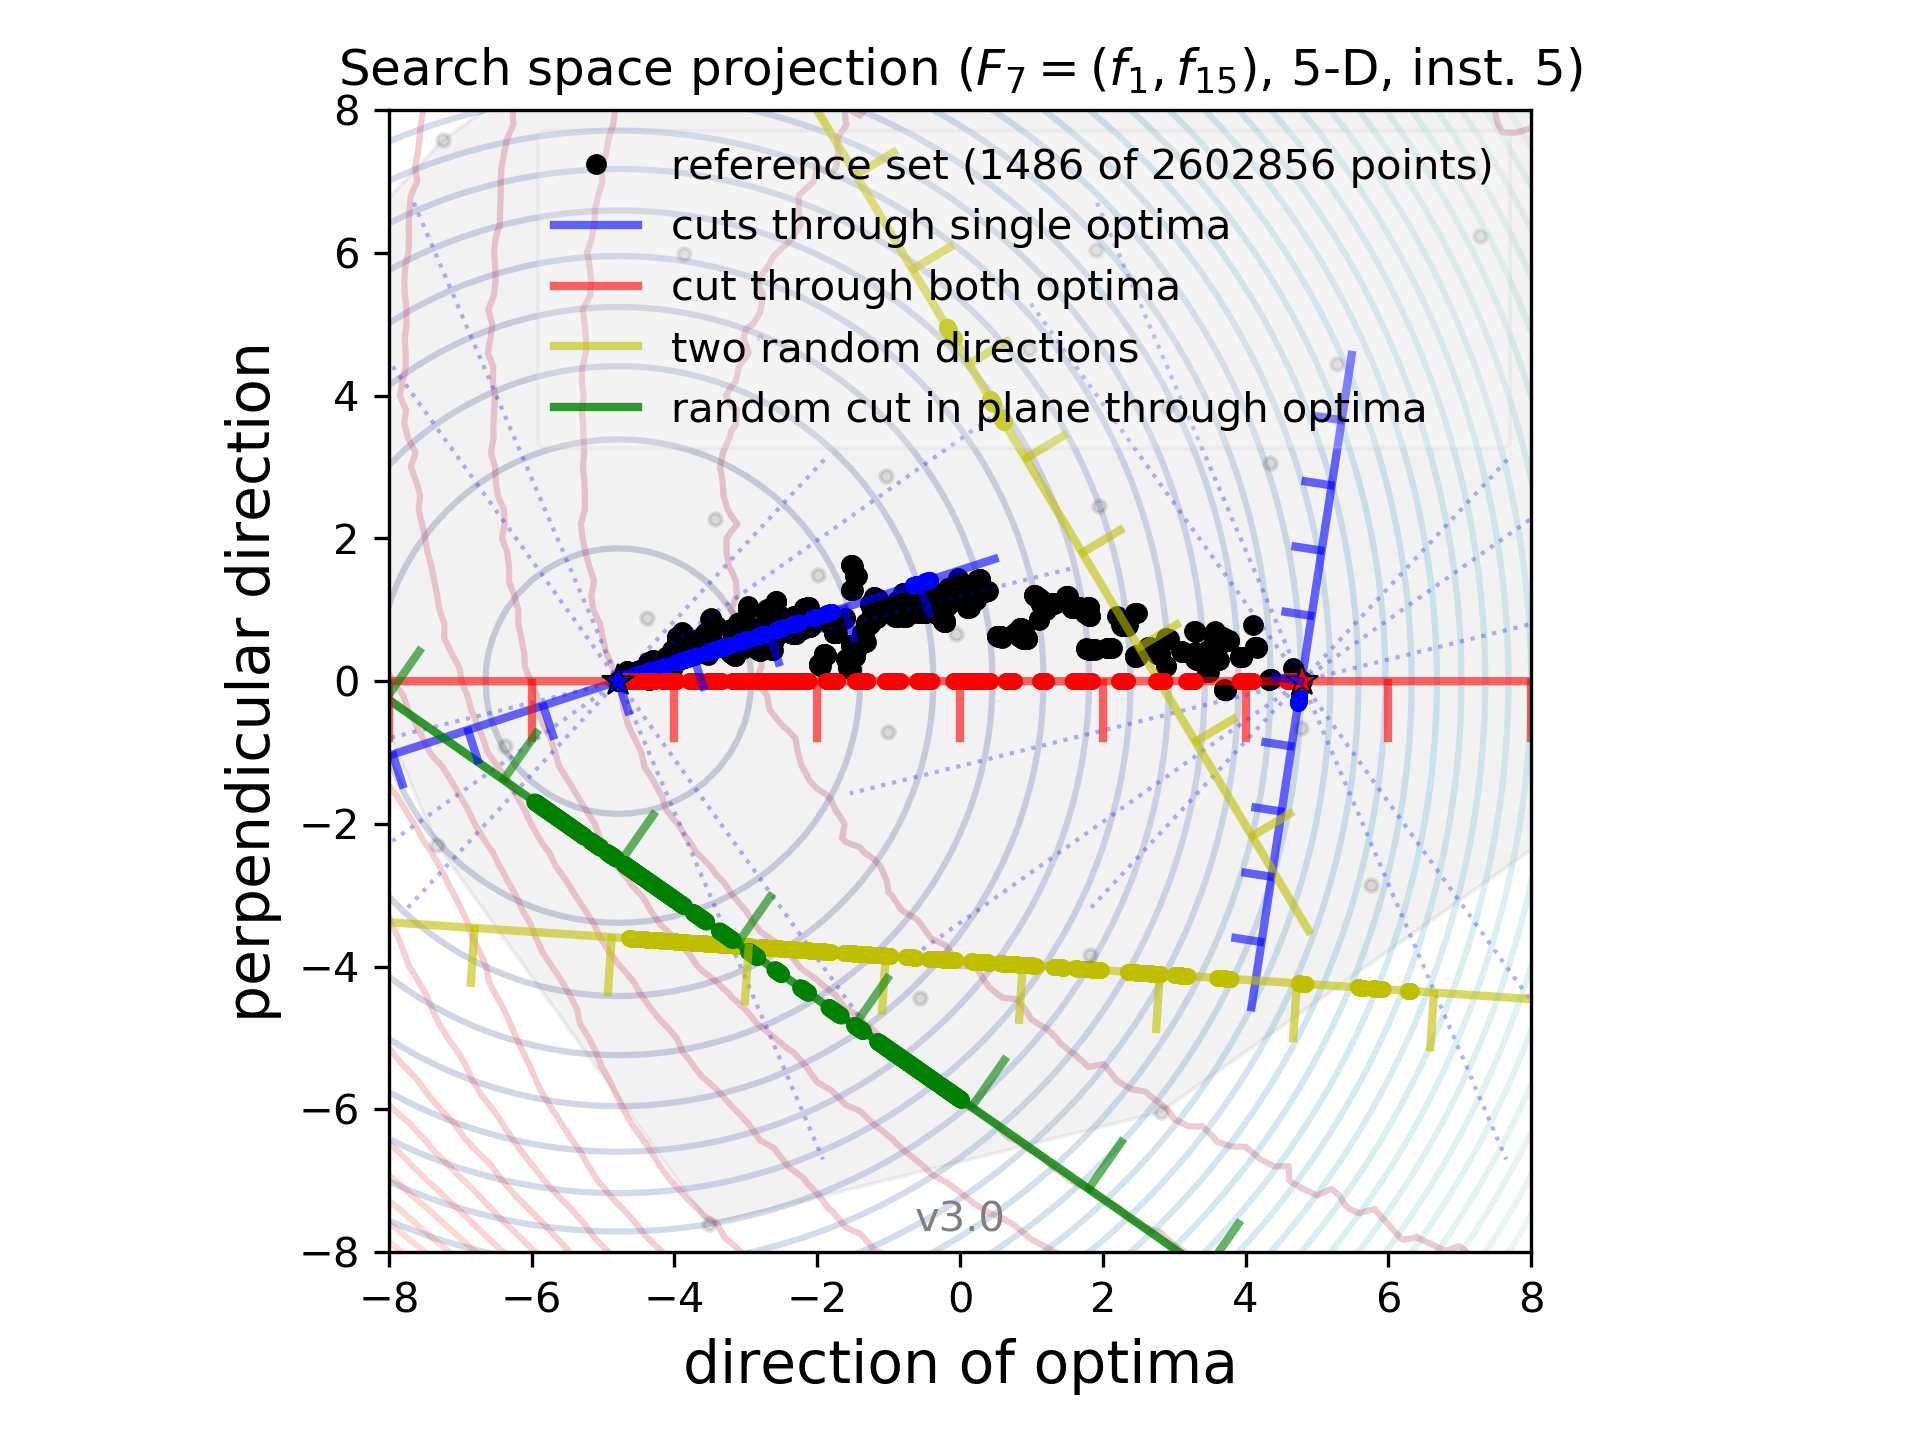 Search space projection (F₇ = (f₁, f₁₅), 5-D, inst. 5)
reference set (1486 of 2602856 points)
cuts through single optima
cut through both optima
two random directions
random cut in plane through optima
perpendicular direction
8
6
4
2
0
−2
−4
−6
−8
v3.0
−8 −6 −4 −2 0 2 4 6 8
direction of optima